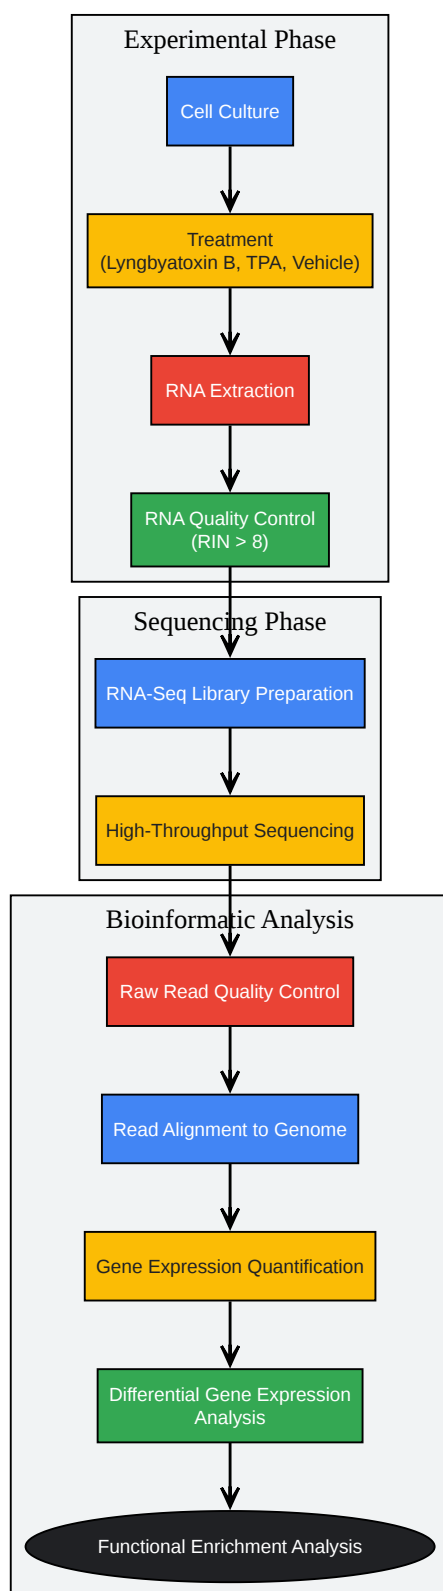 Experimental Phase
Cell Culture
Treatment
(Lyngbyatoxin B, TPA, Vehicle)
RNA Extraction
RNA Quality Control
(RIN > 8)
Sequencing Phase
RNA-Seq Library Preparation
High-Throughput Sequencing
Bioinformatic Analysis
Raw Read Quality Control
Read Alignment to Genome
Gene Expression Quantification
Differential Gene Expression
Analysis
Functional Enrichment Analysis